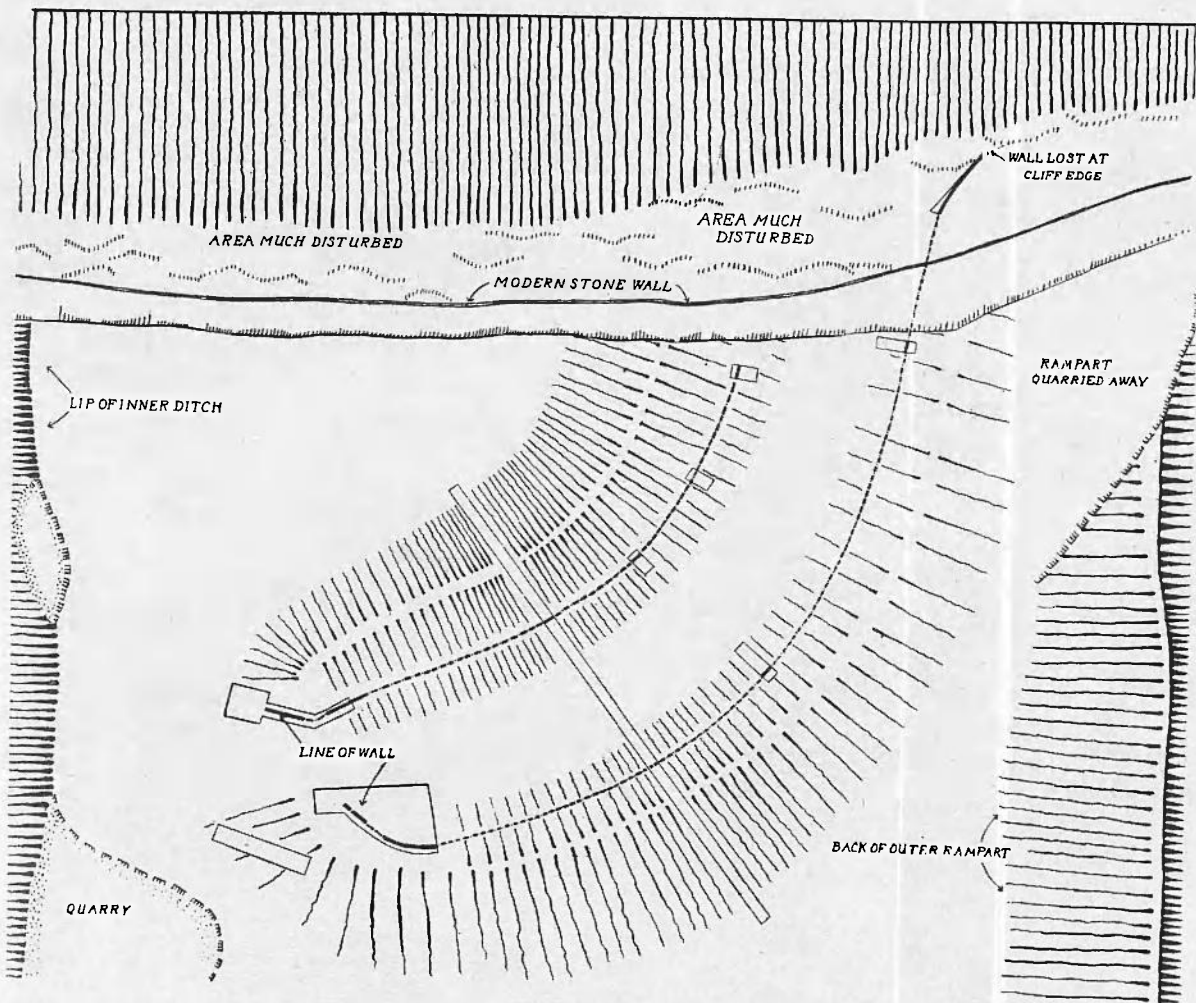 WALL LOST AT
CLIFF EDGE
AREA MUCH
DISTURBED
AREA MUCH DISTURBED
MODERN STONE WALL
RAMPART
QUARRIED AWAY
LIP OF INNER DITCH
LINE OF WALL
BACK OF OUTER RAMPART
QUARRY